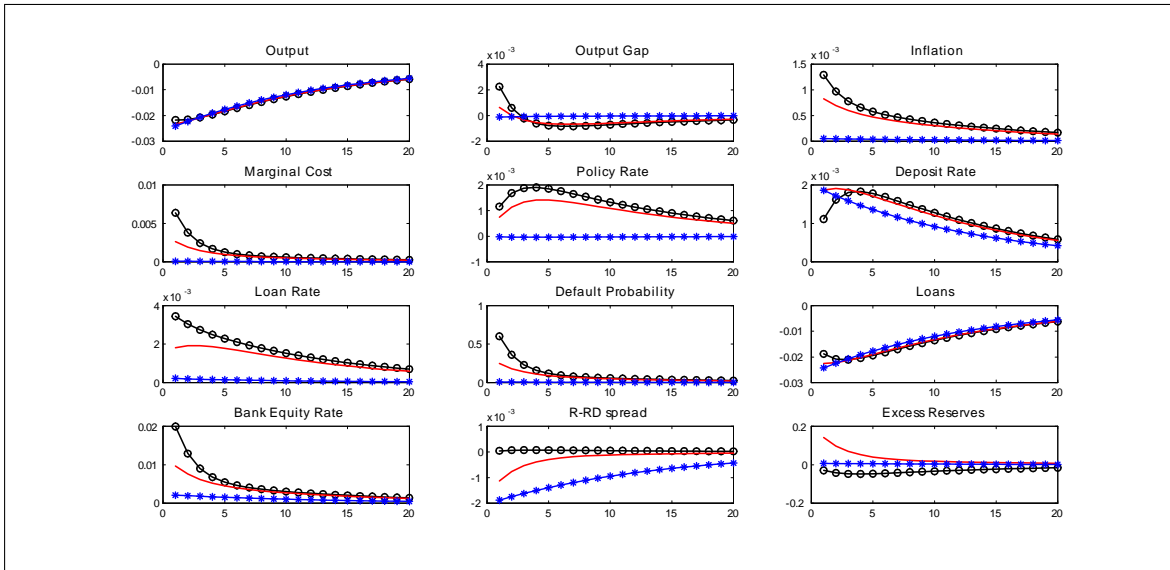 Output
0
-0.01
-0.02
-0.03
0 5 10 15 20
Output Gap
x 10^-3
4
2
0
-2
0 5 10 15 20
Inflation
x 10^-3
1.5
1
0.5
0
0 5 10 15 20
Marginal Cost
0.01
0.005
0
0 5 10 15 20
Policy Rate
x 10^-3
2
1
0
-1
0 5 10 15 20
Deposit Rate
x 10^-3
2
1
0
0 5 10 15 20
Loan Rate
x 10^-3
4
2
0
0 5 10 15 20
Default Probability
1
0.5
0
0 5 10 15 20
Loans
0
-0.01
-0.02
-0.03
0 5 10 15 20
Bank Equity Rate
0.02
0.01
0
0 5 10 15 20
R-RD spread
x 10^-3
1
0
-1
-2
0 5 10 15 20
Excess Reserves
0.2
0
-0.2
0 5 10 15 20